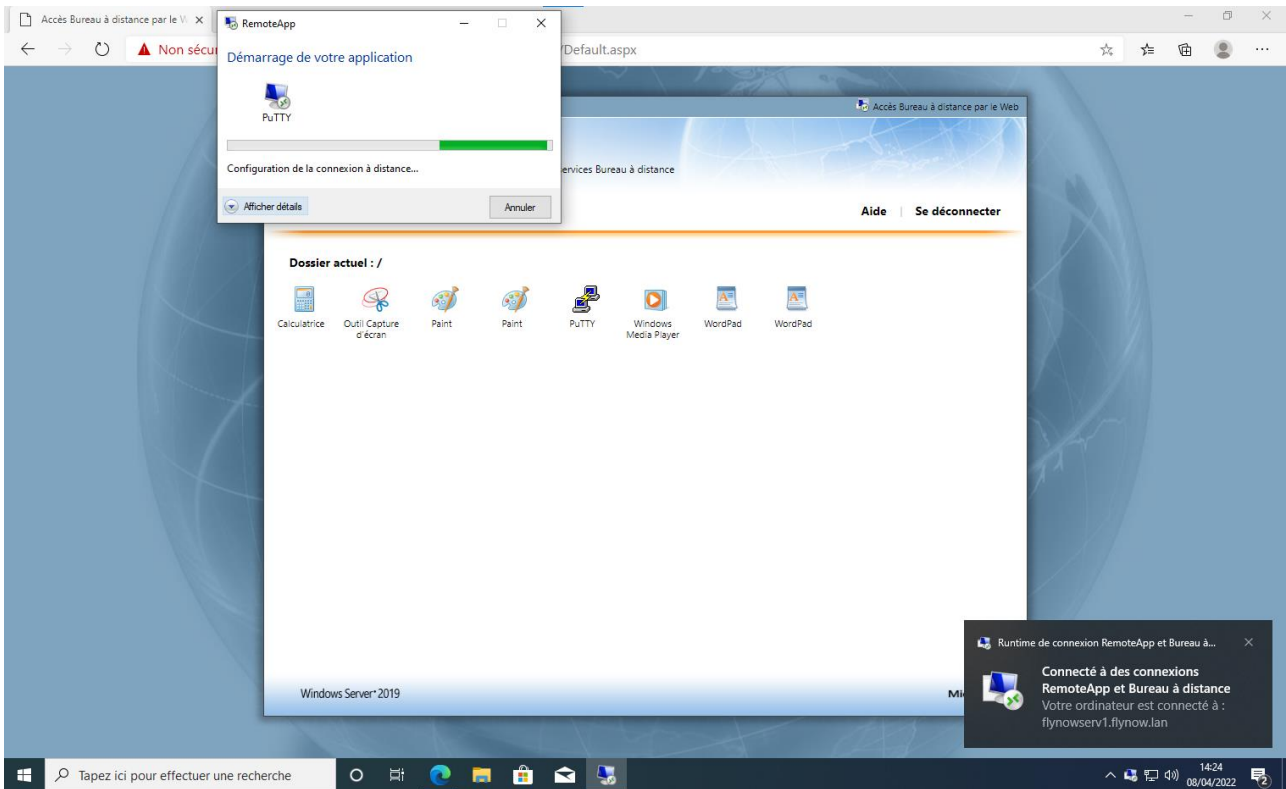 Accès Bureau à distance par le W
RemoteApp
Non sécur
/Default.aspx
Démarrage de votre application
PuTTY
Configuration de la connexion à distance...
Afficher détails
Annuler
Accès Bureau à distance par le Web
ervices Bureau à distance
Aide | Se déconnecter
Dossier actuel : /
Calculatrice
Outil Capture
d'écran
Paint
Paint
PuTTY
Windows
Media Player
WordPad
WordPad
Windows Server 2019
Runtime de connexion RemoteApp et Bureau à...
Connecté à des connexions
RemoteApp et Bureau à distance
Votre ordinateur est connecté à :
flynowserv1.flynow.lan
Tapez ici pour effectuer une recherche
14:24
08/04/2022
2